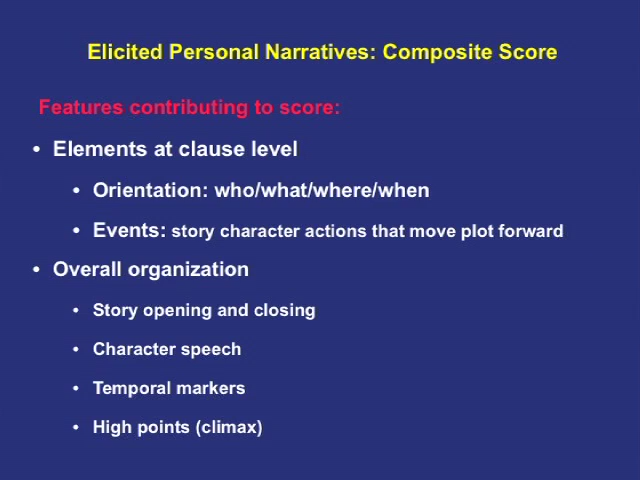 Elicited Personal Narratives: Composite Score
Features contributing to score:
• Elements at clause level
• Orientation: who/what/where/when
• Events: story character actions that move plot forward
• Overall organization
• Story opening and closing
• Character speech
• Temporal markers
• High points (climax)